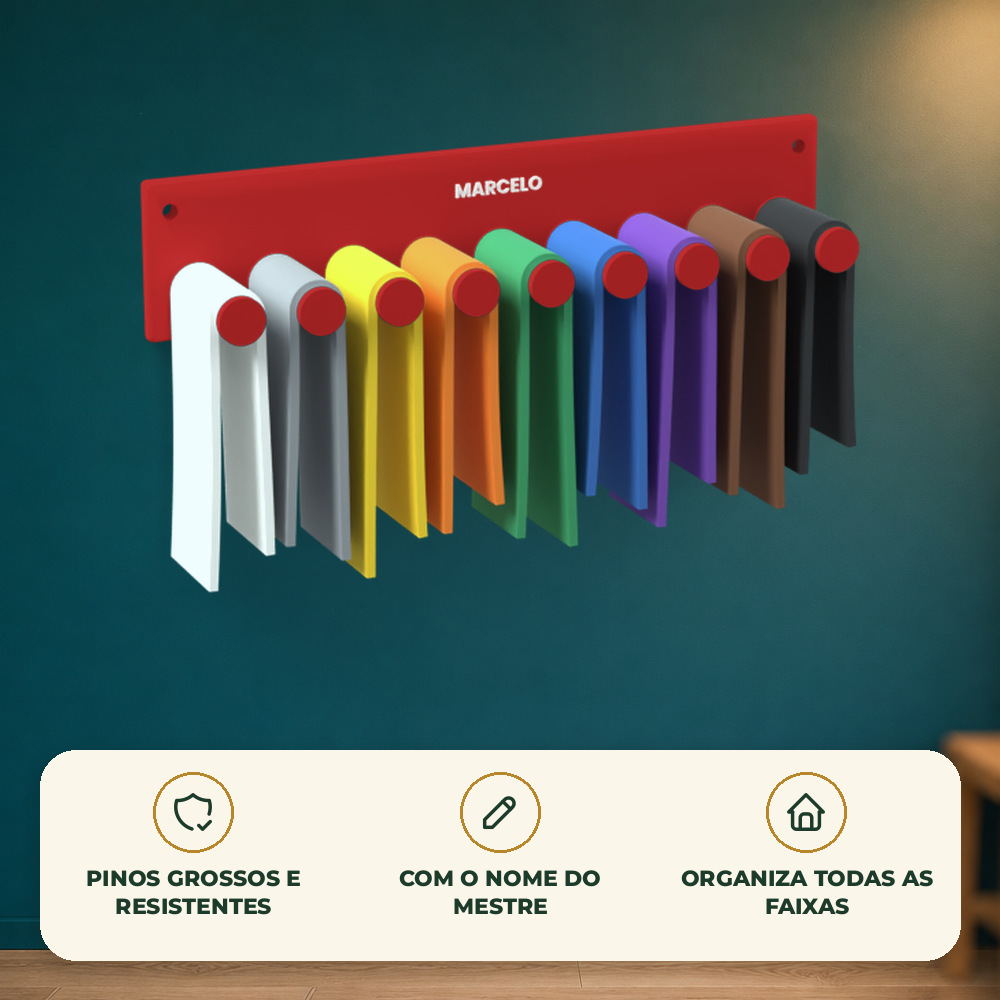 MARCELO
PINOS GROSSOS E
RESISTENTES
COM O NOME DO
MESTRE
ORGANIZA TODAS AS
FAIXAS